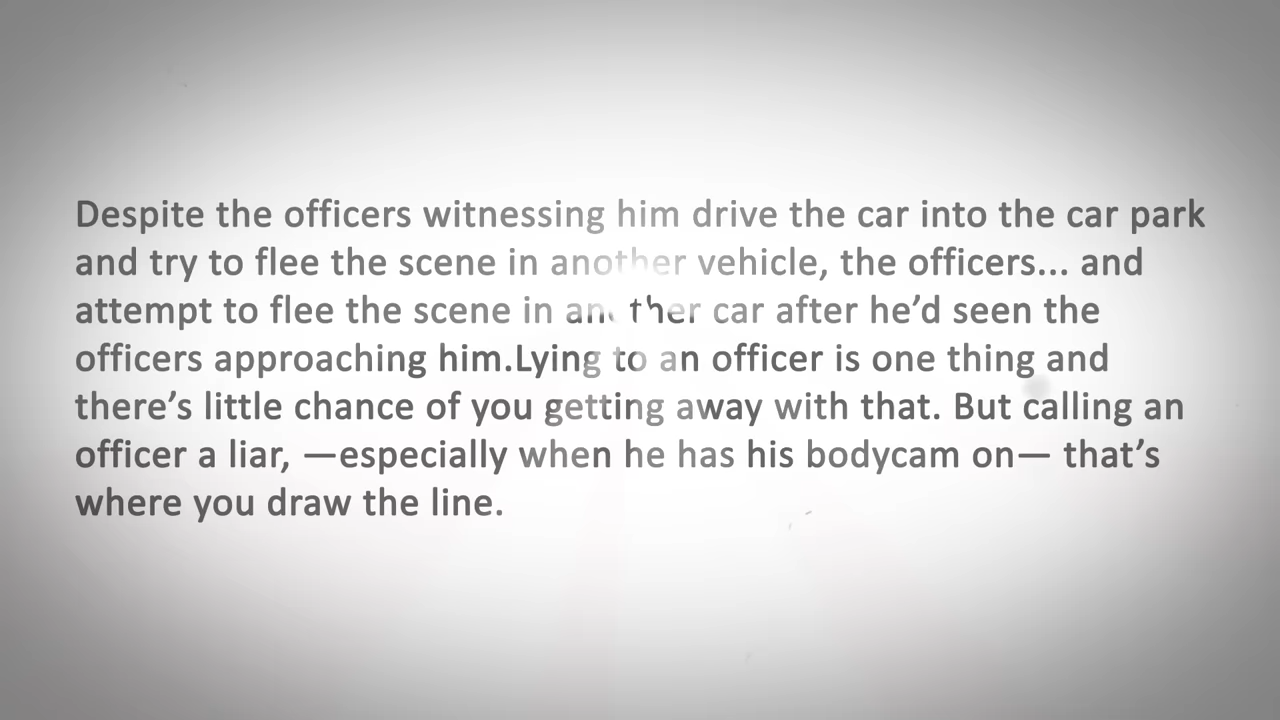 Despite the officers witnessing him drive the car into the car park
and try to flee the scene in another vehicle, the officers... and
attempt to flee the scene in another car after he’d seen the
officers approaching him.Lying to an officer is one thing and
there’s little chance of you getting away with that. But calling an
officer a liar, —especially when he has his bodycam on— that’s
where you draw the line.